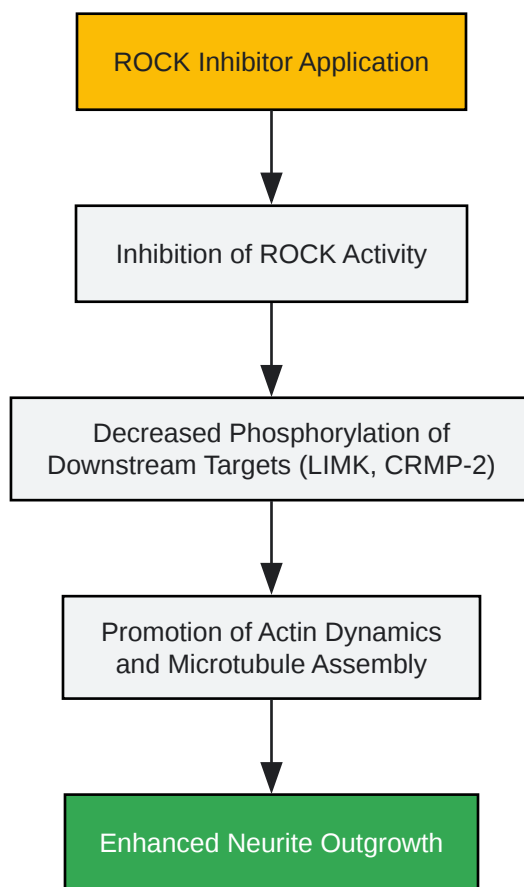 ROCK Inhibitor Application
Inhibition of ROCK Activity
Decreased Phosphorylation of
Downstream Targets (LIMK, CRMP-2)
Promotion of Actin Dynamics
and Microtubule Assembly
Enhanced Neurite Outgrowth